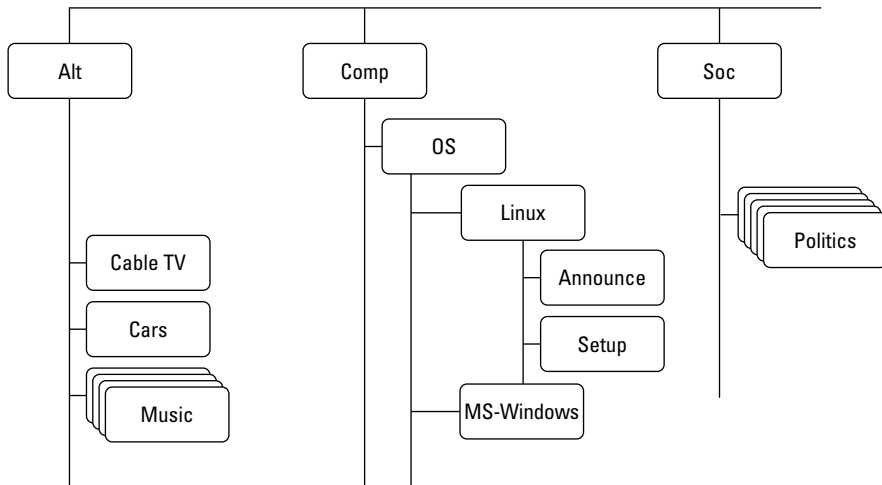 Alt
Comp
Soc
OS
Linux
Politics
Cable TV
Announce
Cars
Setup
Music
MS-Windows